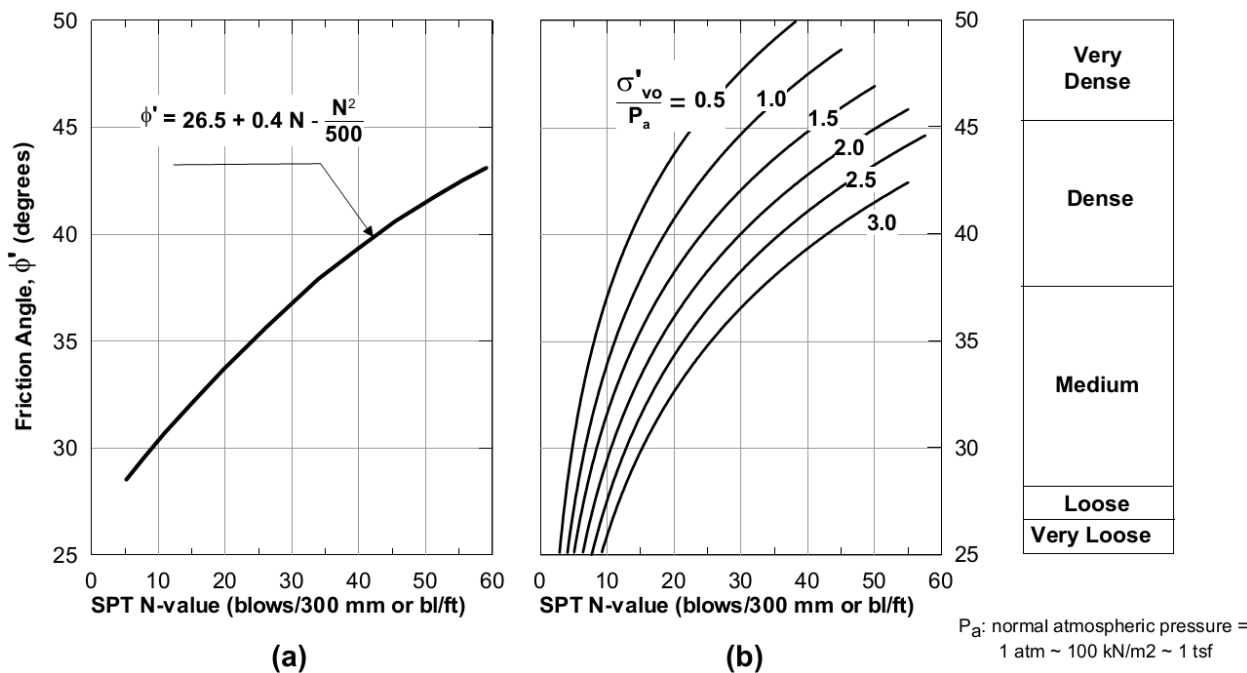 Friction Angle, ϕ' (degrees)
50
45
40
35
30
25
ϕ' = 26.5 + 0.4 N - N²/500
0 10 20 30 40 50 60
SPT N-value (blows/300 mm or bl/ft)
(a)
σ'vo/Pa = 0.5
1.0
1.5
2.0
2.5
3.0
50
45
40
35
30
25
0 10 20 30 40 50 60
SPT N-value (blows/300 mm or bl/ft)
(b)
Very
Dense
Dense
Medium
Loose
Very Loose
Pa: normal atmospheric pressure =
1 atm ~ 100 kN/m2 ~ 1 tsf